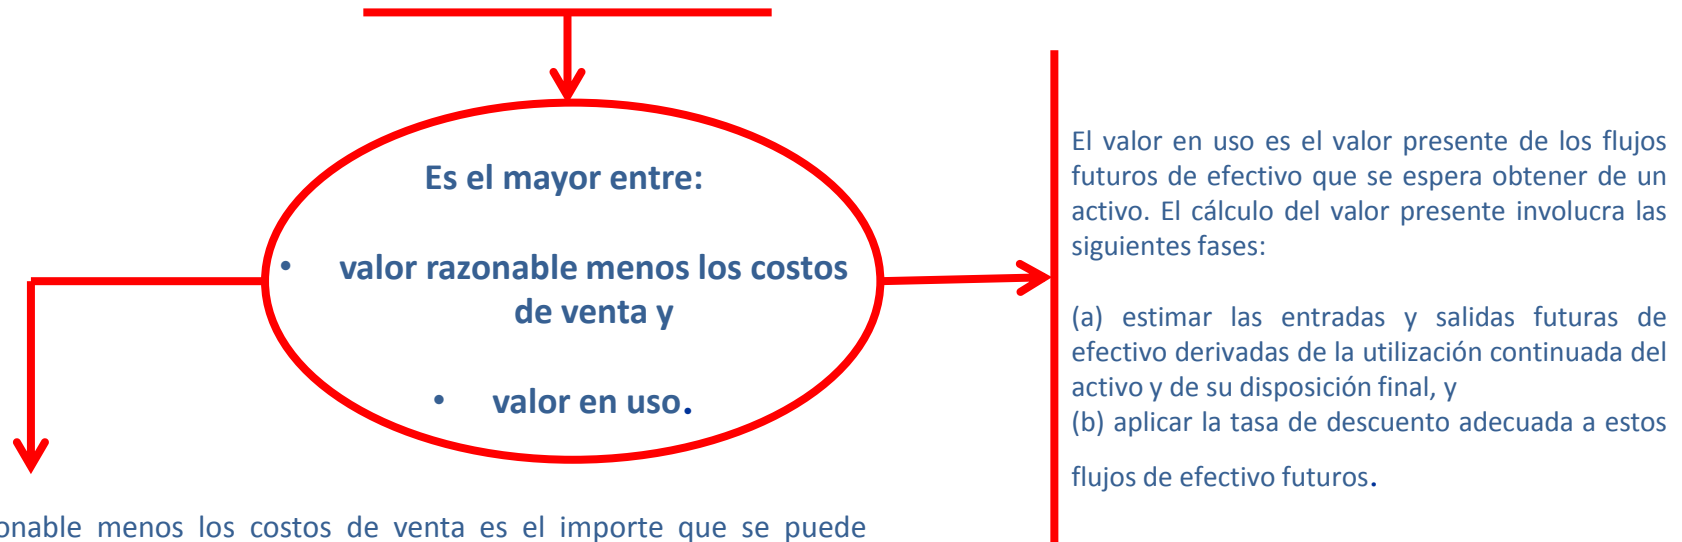 Es el mayor entre:
• valor razonable menos los costos
de venta y
• valor en uso.
El valor en uso es el valor presente de los flujos
futuros de efectivo que se espera obtener de un
activo. El cálculo del valor presente involucra las
siguientes fases:
(a) estimar las entradas y salidas futuras de
efectivo derivadas de la utilización continuada del
activo y de su disposición final, y
(b) aplicar la tasa de descuento adecuada a estos
flujos de efectivo futuros.
menos los costos de venta es el importe que se puede